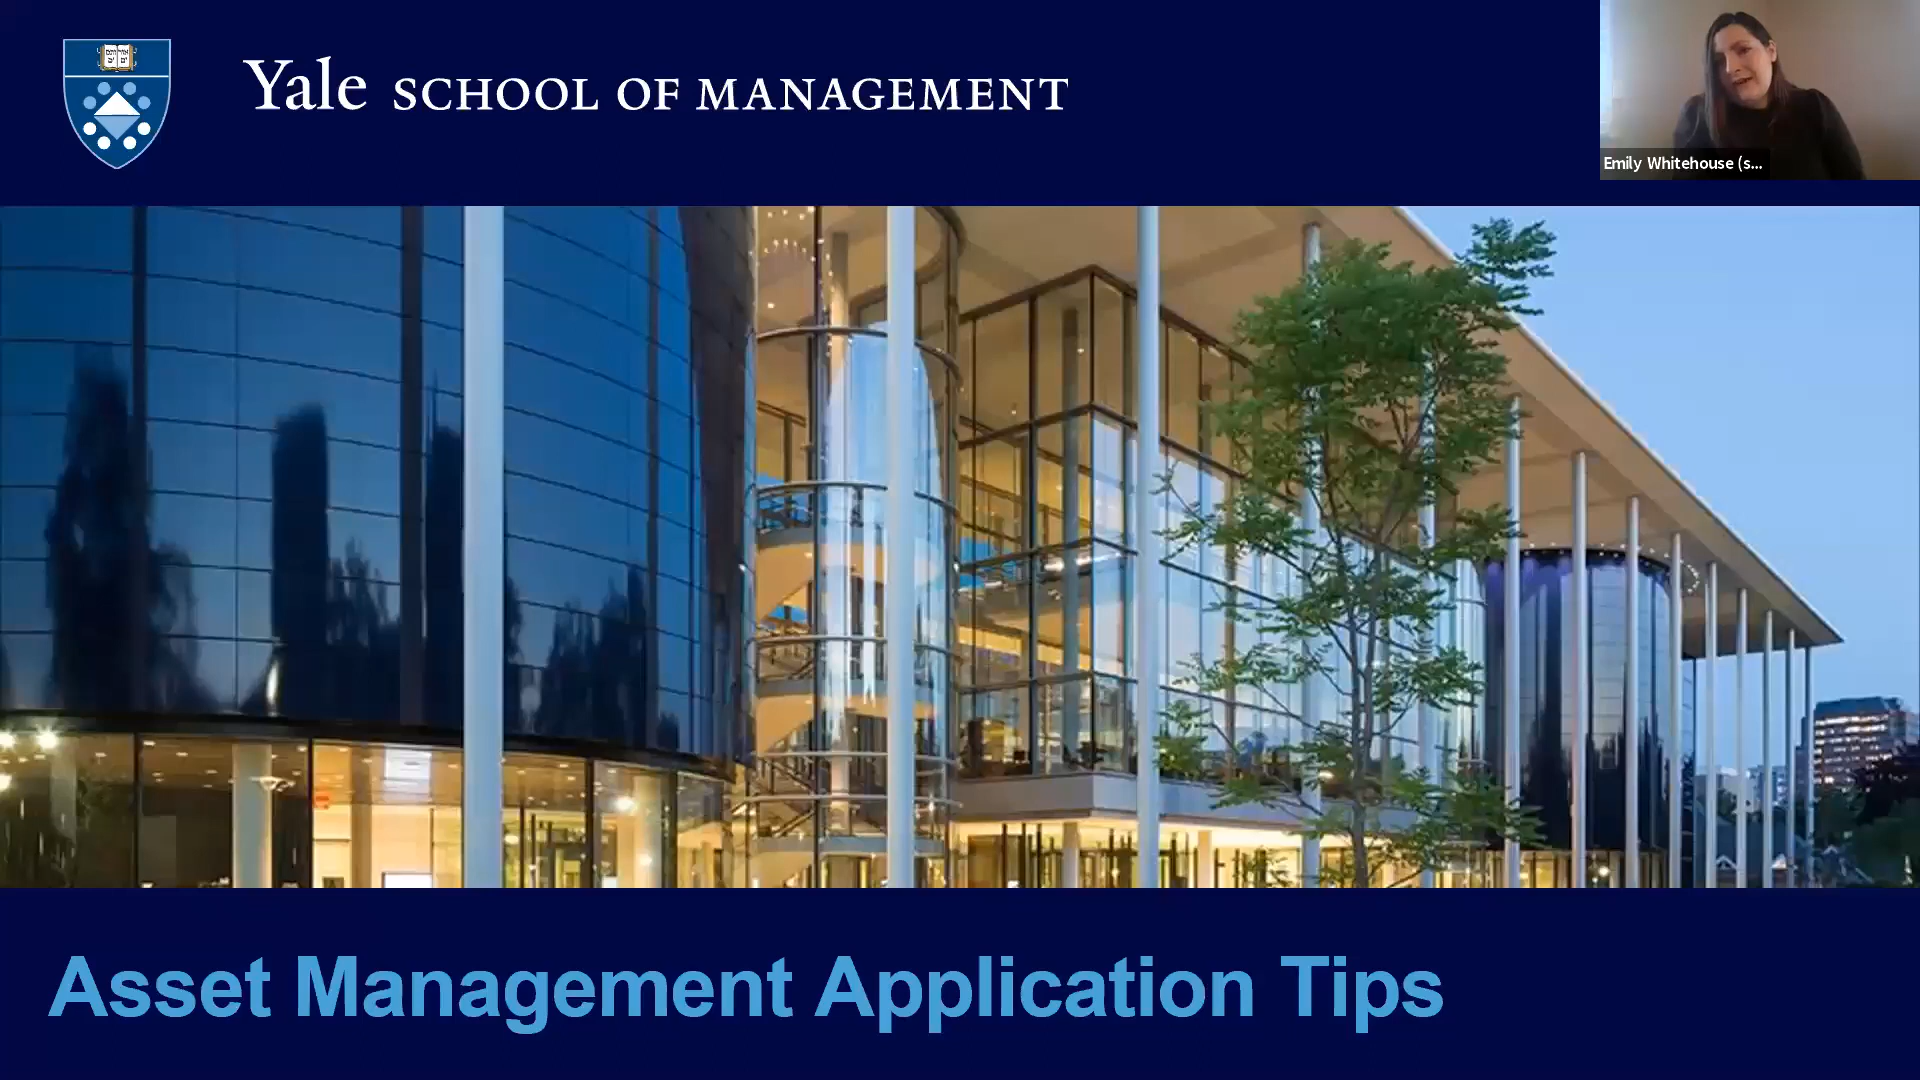 Yale SCHOOL OF MANAGEMENT
Emily Whitehouse (s...
Asset Management Application Tips